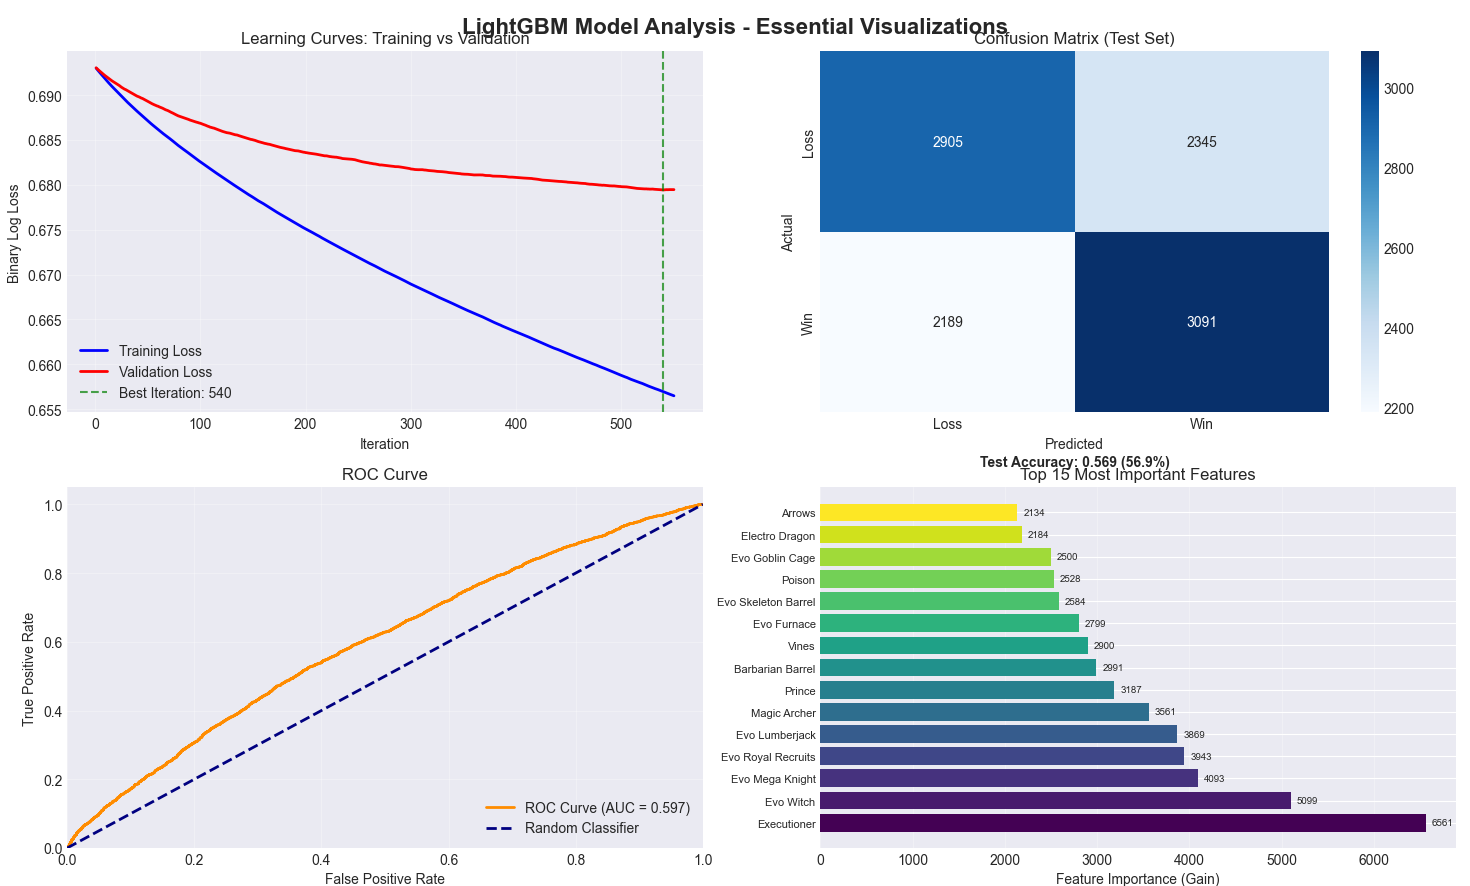 LightGBM Model Analysis - Essential Visualizations
Learning Curves: Training vs Validation
0.690
0.685
0.680
0.675
0.670
0.665
0.660
0.655
Binary Log Loss
Training Loss
Validation Loss
Best Iteration: 540
0 100 200 300 400 500
Iteration
Confusion Matrix (Test Set)
Actual
Loss
Win
2905 2345
2189 3091
Loss Win
Predicted
Test Accuracy: 0.569 (56.9%)
3000
2800
2600
2400
2200
ROC Curve
1.0
0.8
0.6
0.4
0.2
0.0
True Positive Rate
ROC Curve (AUC = 0.597)
Random Classifier
0.0 0.2 0.4 0.6 0.8 1.0
False Positive Rate
Top 15 Most Important Features
Arrows 2134
Electro Dragon 2184
Evo Goblin Cage 2500
Poison 2528
Evo Skeleton Barrel 2584
Evo Furnace 2799
Vines 2900
Barbarian Barrel 2991
Prince 3187
Magic Archer 3561
Evo Lumberjack 3869
Evo Royal Recruits 3943
Evo Mega Knight 4093
Evo Witch 5099
Executioner 6561
0 1000 2000 3000 4000 5000 6000
Feature Importance (Gain)